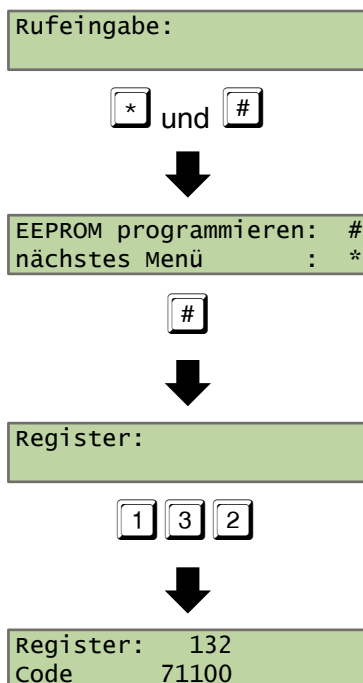 Rufeingabe:
* und #
EEPROM programmieren: #
nächstes Menü : *
#
Register:
1 3 2
Register: 132
Code 71100